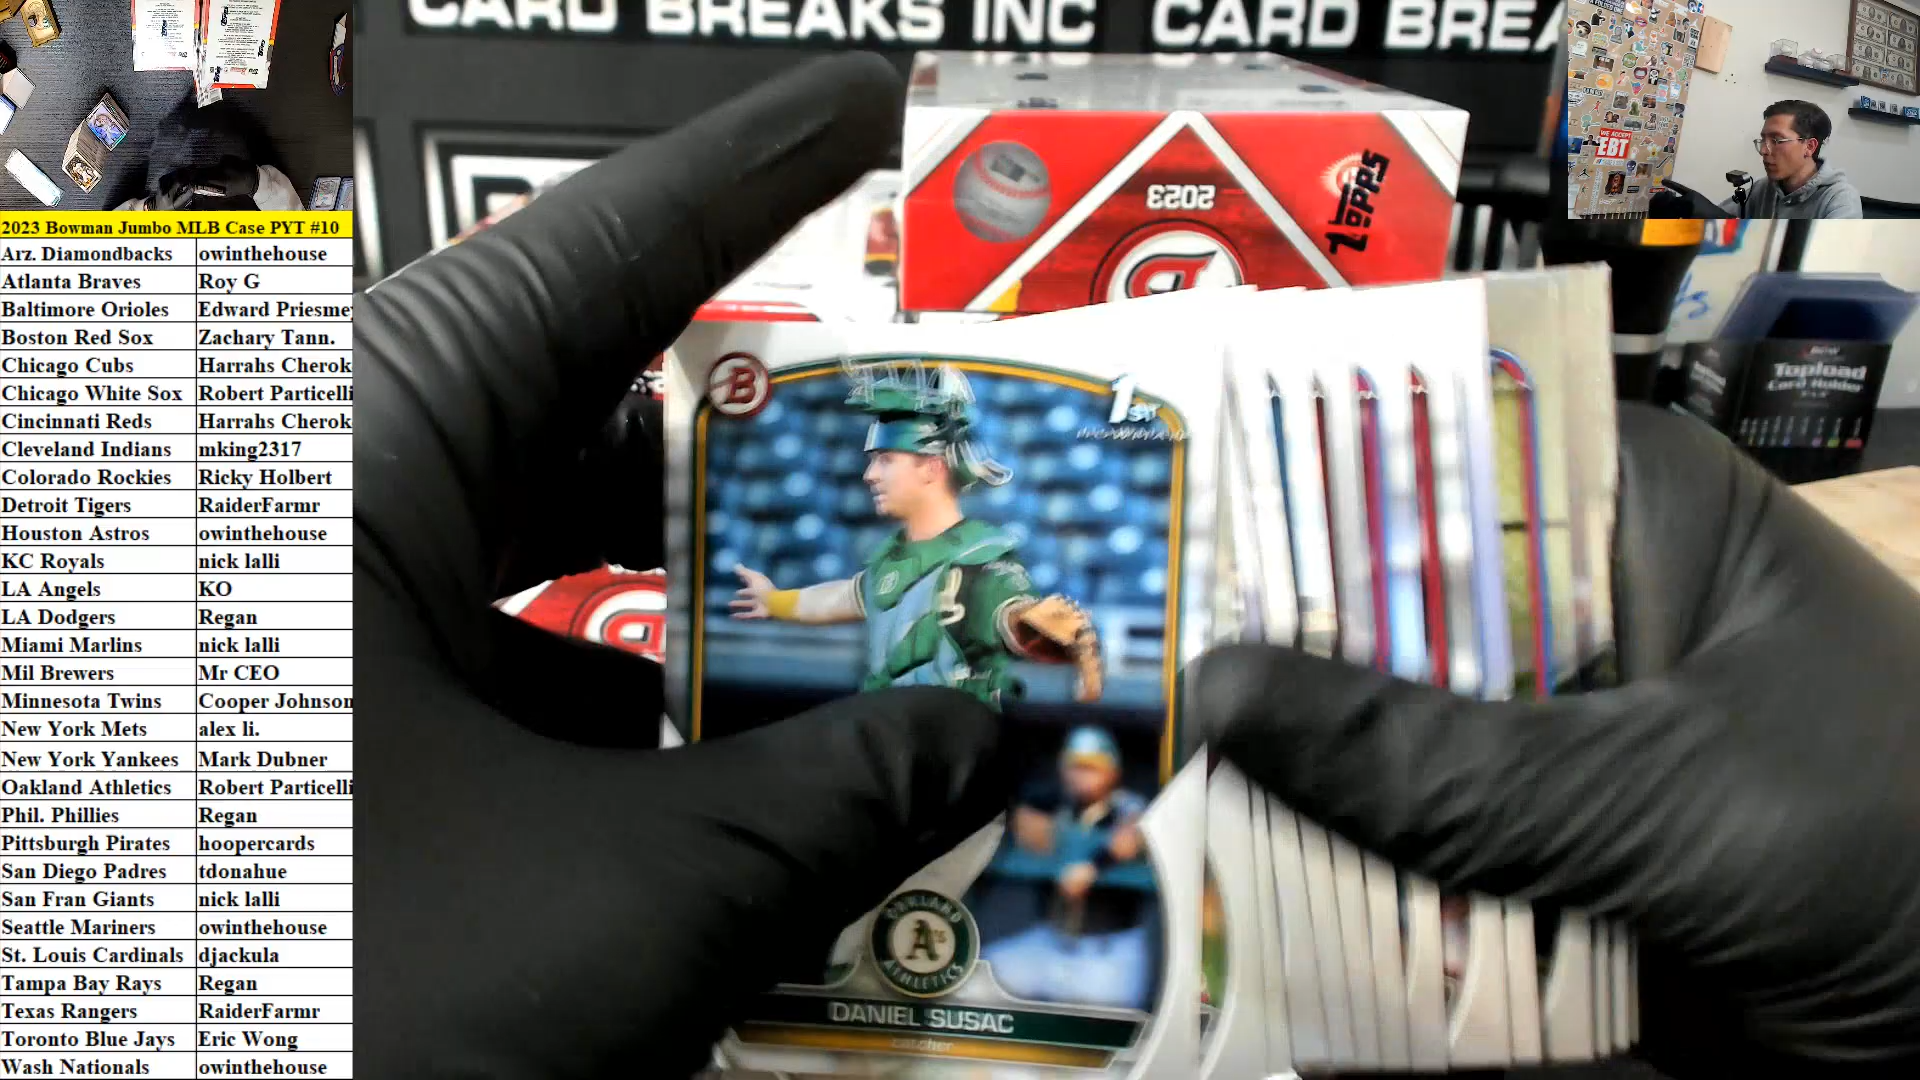 CARD BREAKS INC CARD BREA
2023 Bowman Jumbo MLB Case PYT #10
Arz. Diamondbacks owinthehouse
Atlanta Braves Roy G
Baltimore Orioles Edward Priesmey
Boston Red Sox Zachary Tann.
Chicago Cubs Harrahs Cherok
Chicago White Sox Robert Particelli
Cincinnati Reds Harrahs Cherok
Cleveland Indians mking2317
Colorado Rockies Ricky Holbert
Detroit Tigers RaiderFarmr
Houston Astros owinthehouse
KC Royals nick lalli
LA Angels KO
LA Dodgers Regan
Miami Marlins nick lalli
Mil Brewers Mr CEO
Minnesota Twins Cooper Johnson
New York Mets alex li.
New York Yankees Mark Dubner
Oakland Athletics Robert Particelli
Phil. Phillies Regan
Pittsburgh Pirates hoopercards
San Diego Padres tdonahue
San Fran Giants nick lalli
Seattle Mariners owinthehouse
St. Louis Cardinals djackula
Tampa Bay Rays Regan
Texas Rangers RaiderFarmr
Toronto Blue Jays Eric Wong
Wash Nationals owinthehouse
2023
Topps
B
B
1st
OAKLAND
A's
ATHLETICS
DANIEL SUSAC
catcher
Topload
Card Holder
WE ACCEPT
EBT